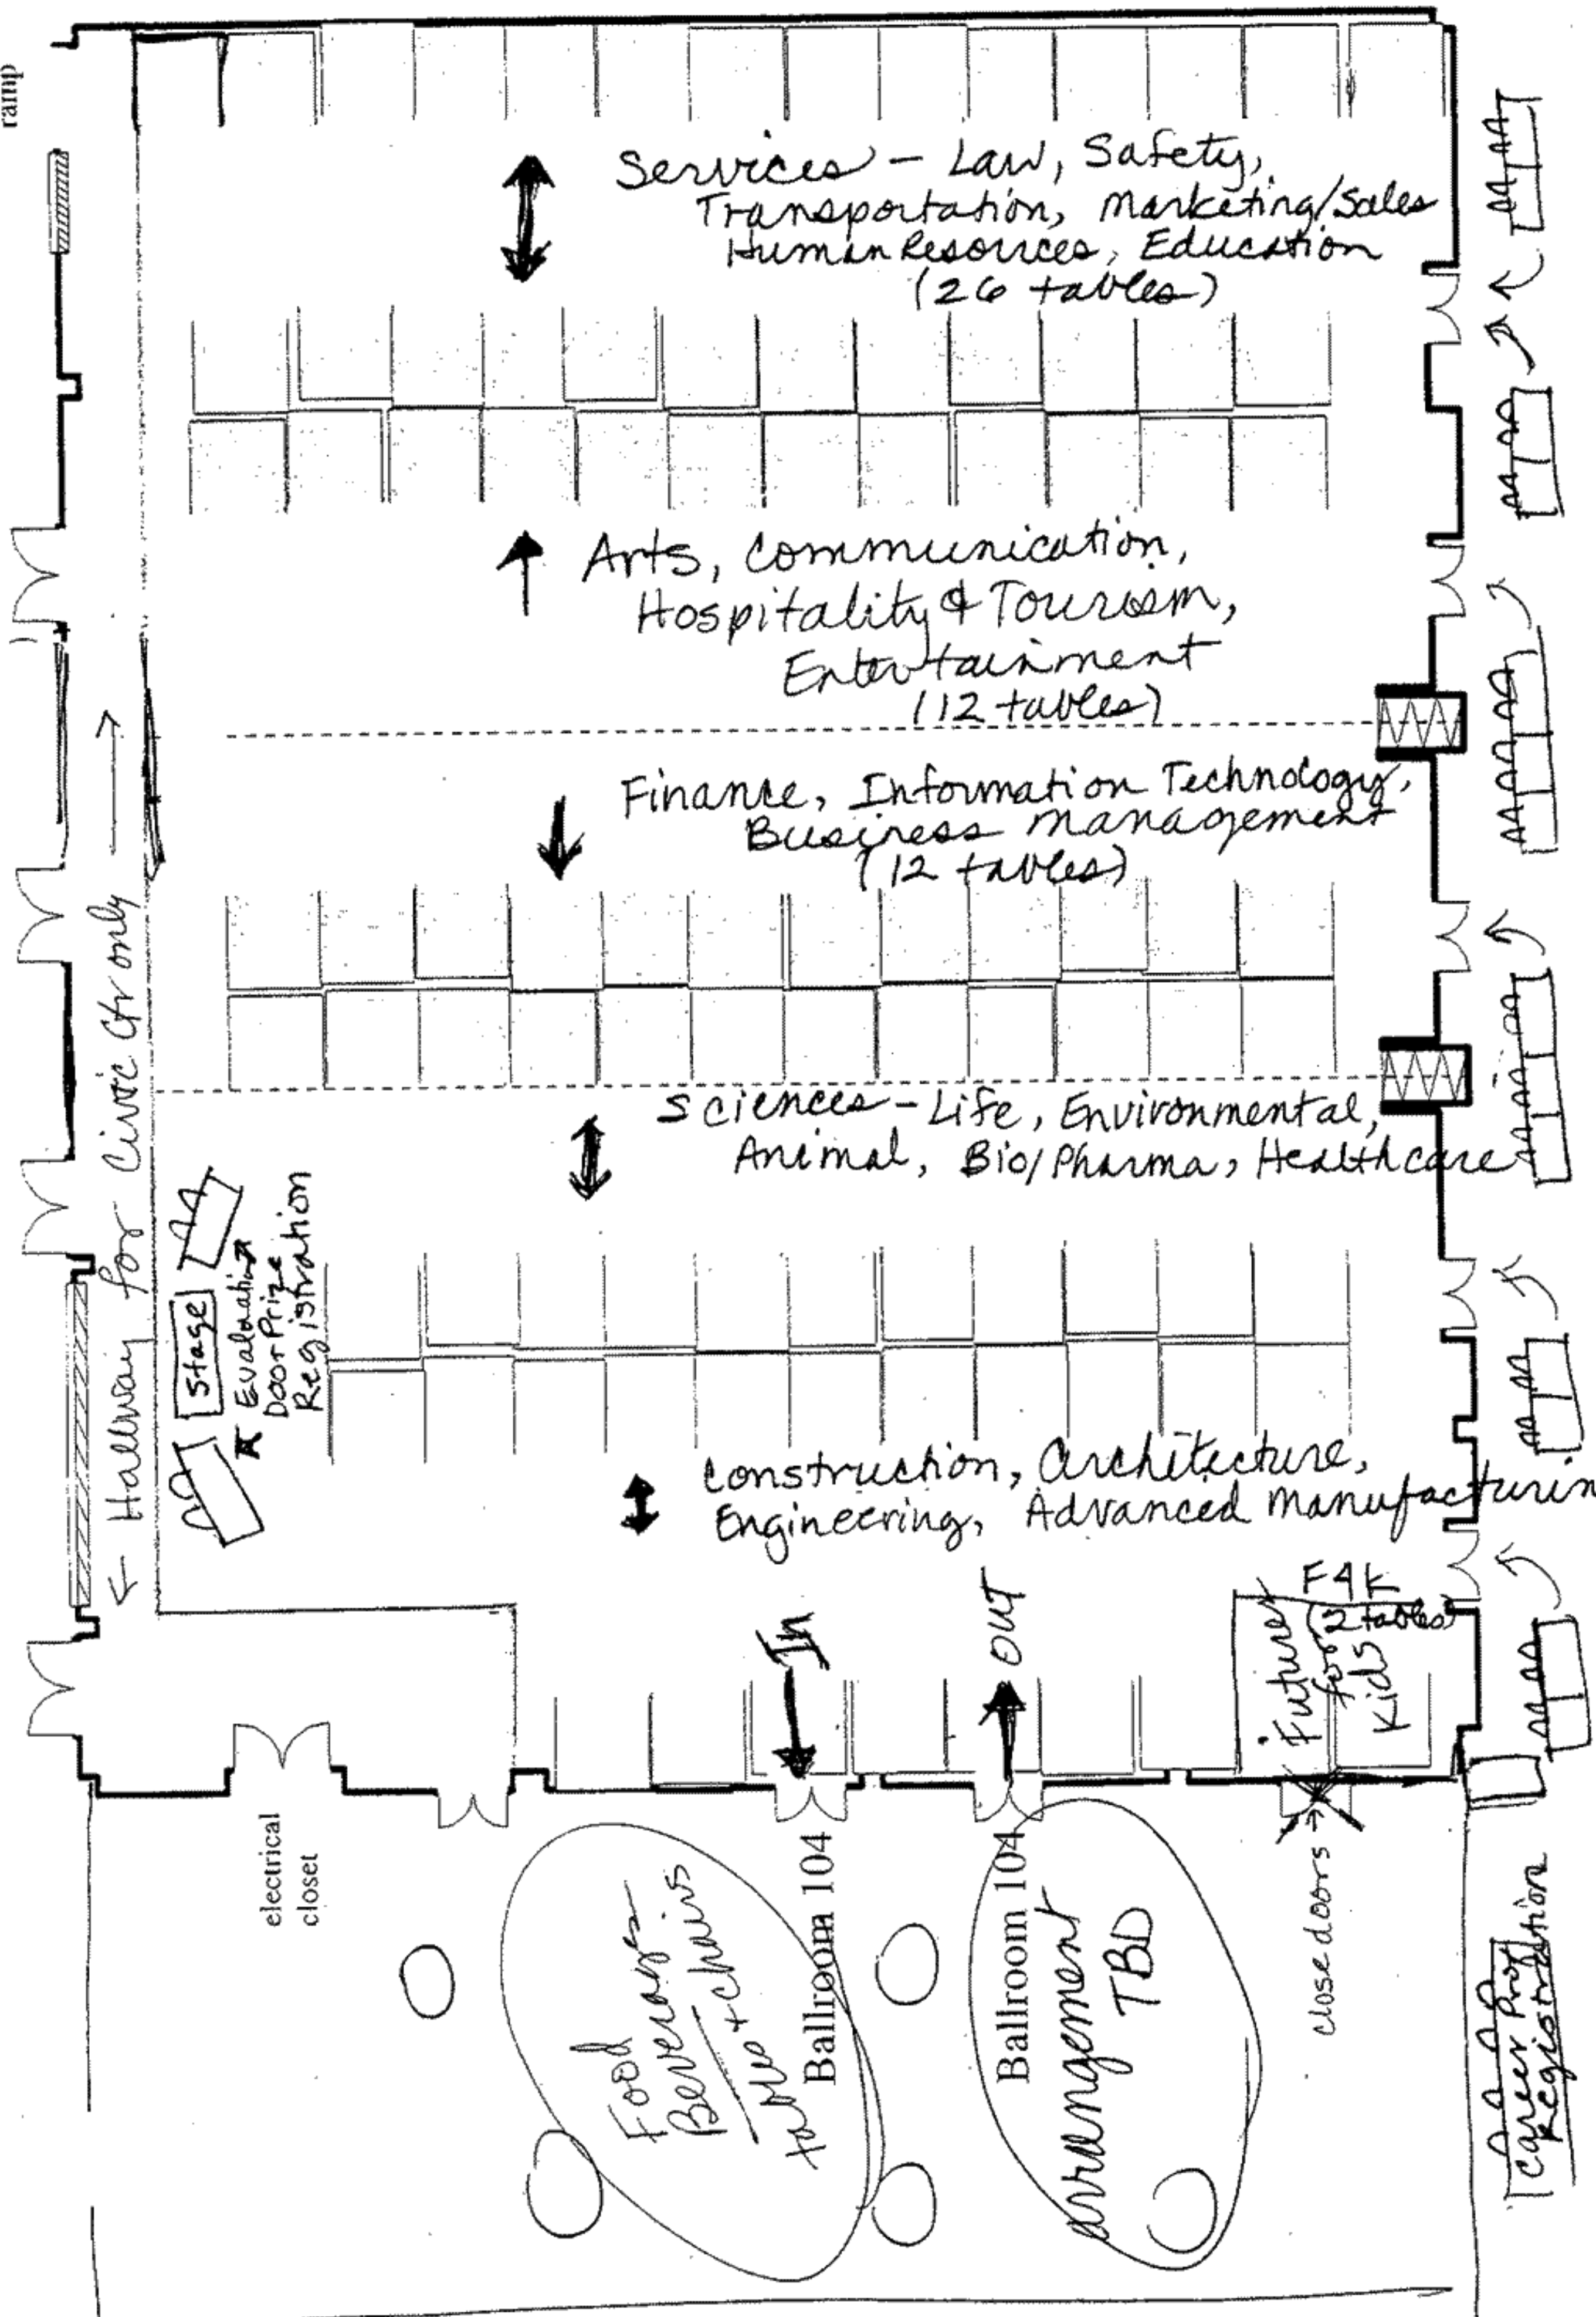 ramp
Services - Law, Safety,
Transportation, Marketing/Sales
Human Resources, Education
(26 tables)
Arts, Communication,
Hospitality & Tourism,
Entertainment
(12 tables)
Finance, Information Technology,
Business Management
(12 tables)
Sciences - Life, Environmental,
Animal, Bio/Pharma, Healthcare
← Hallway for Civic Ctr only →
Stage
Evaluation
Door Prize
Registration
Construction, Architecture,
Engineering, Advanced Manufacturin
In
OUT
F4K
(2 tables)
Futures
for
Kids
electrical
closet
Food
Beverages
tables + chairs
Ballroom 104
Ballroom 104
arrangement
TBD
close doors →
Career Prof
Registration